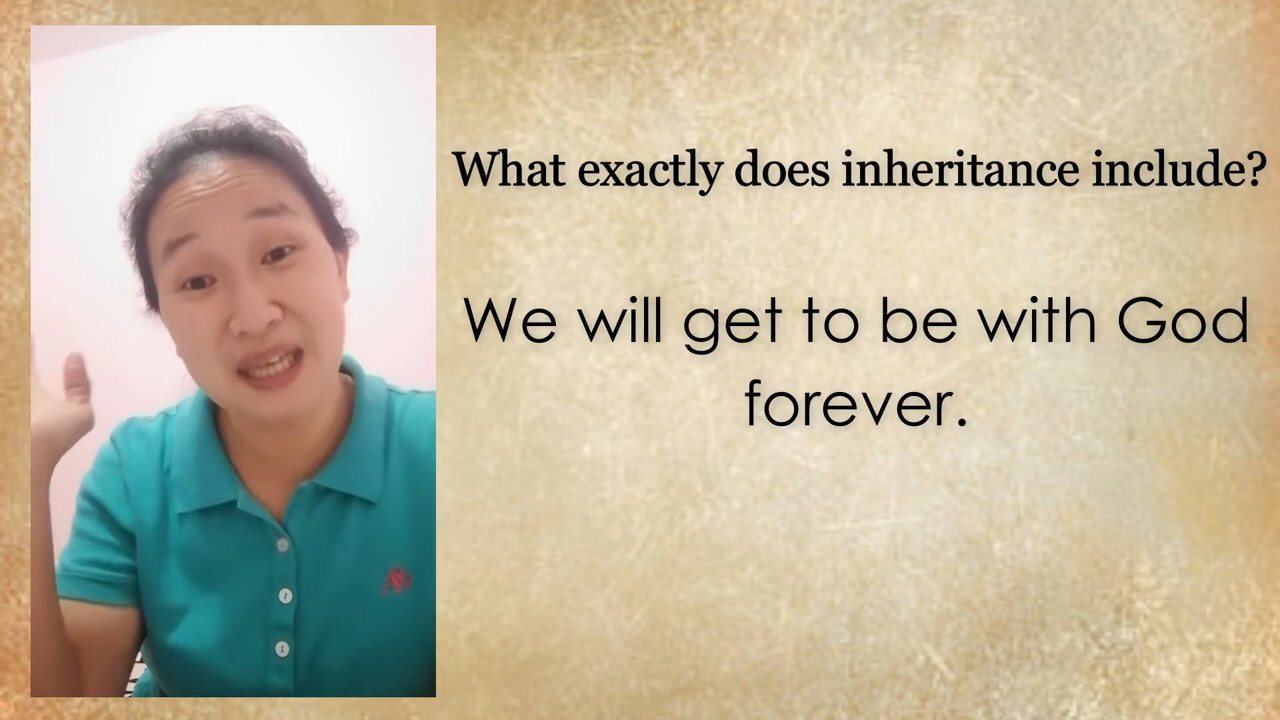 What exactly does inheritance include?
We will get to be with God
forever.